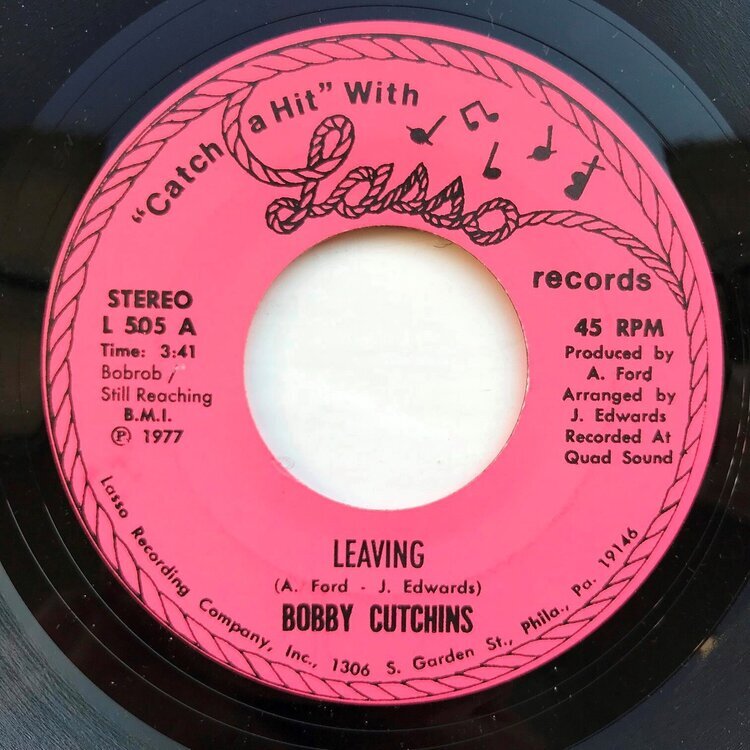 "Catch a Hit" With
Lasso
records
STEREO
L 505 A
Time: 3:41
Bobrob /
Still Reaching
B.M.I.
℗ 1977
45 RPM
Produced by
A. Ford
Arranged by
J. Edwards
Recorded At
Quad Sound
LEAVING
(A. Ford - J. Edwards)
BOBBY CUTCHINS
Lasso Recording Company, Inc., 1306 S. Garden St., Phila., Pa. 19146